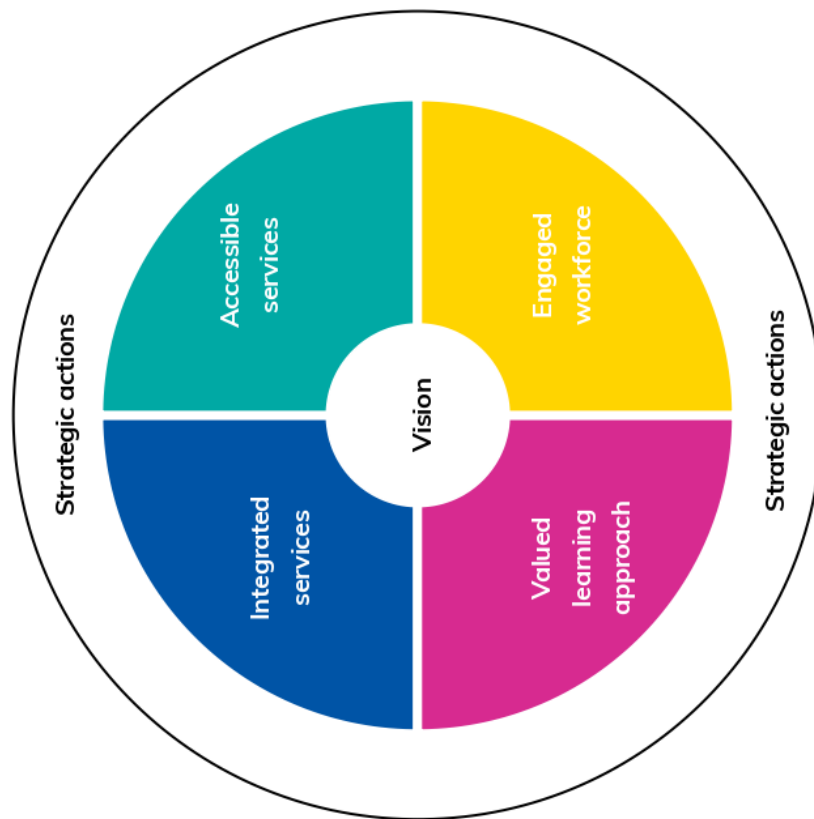 Strategic actions
Integrated
services
Accessible
services
Vision
Valued
learning
approach
Engaged
workforce
Strategic actions